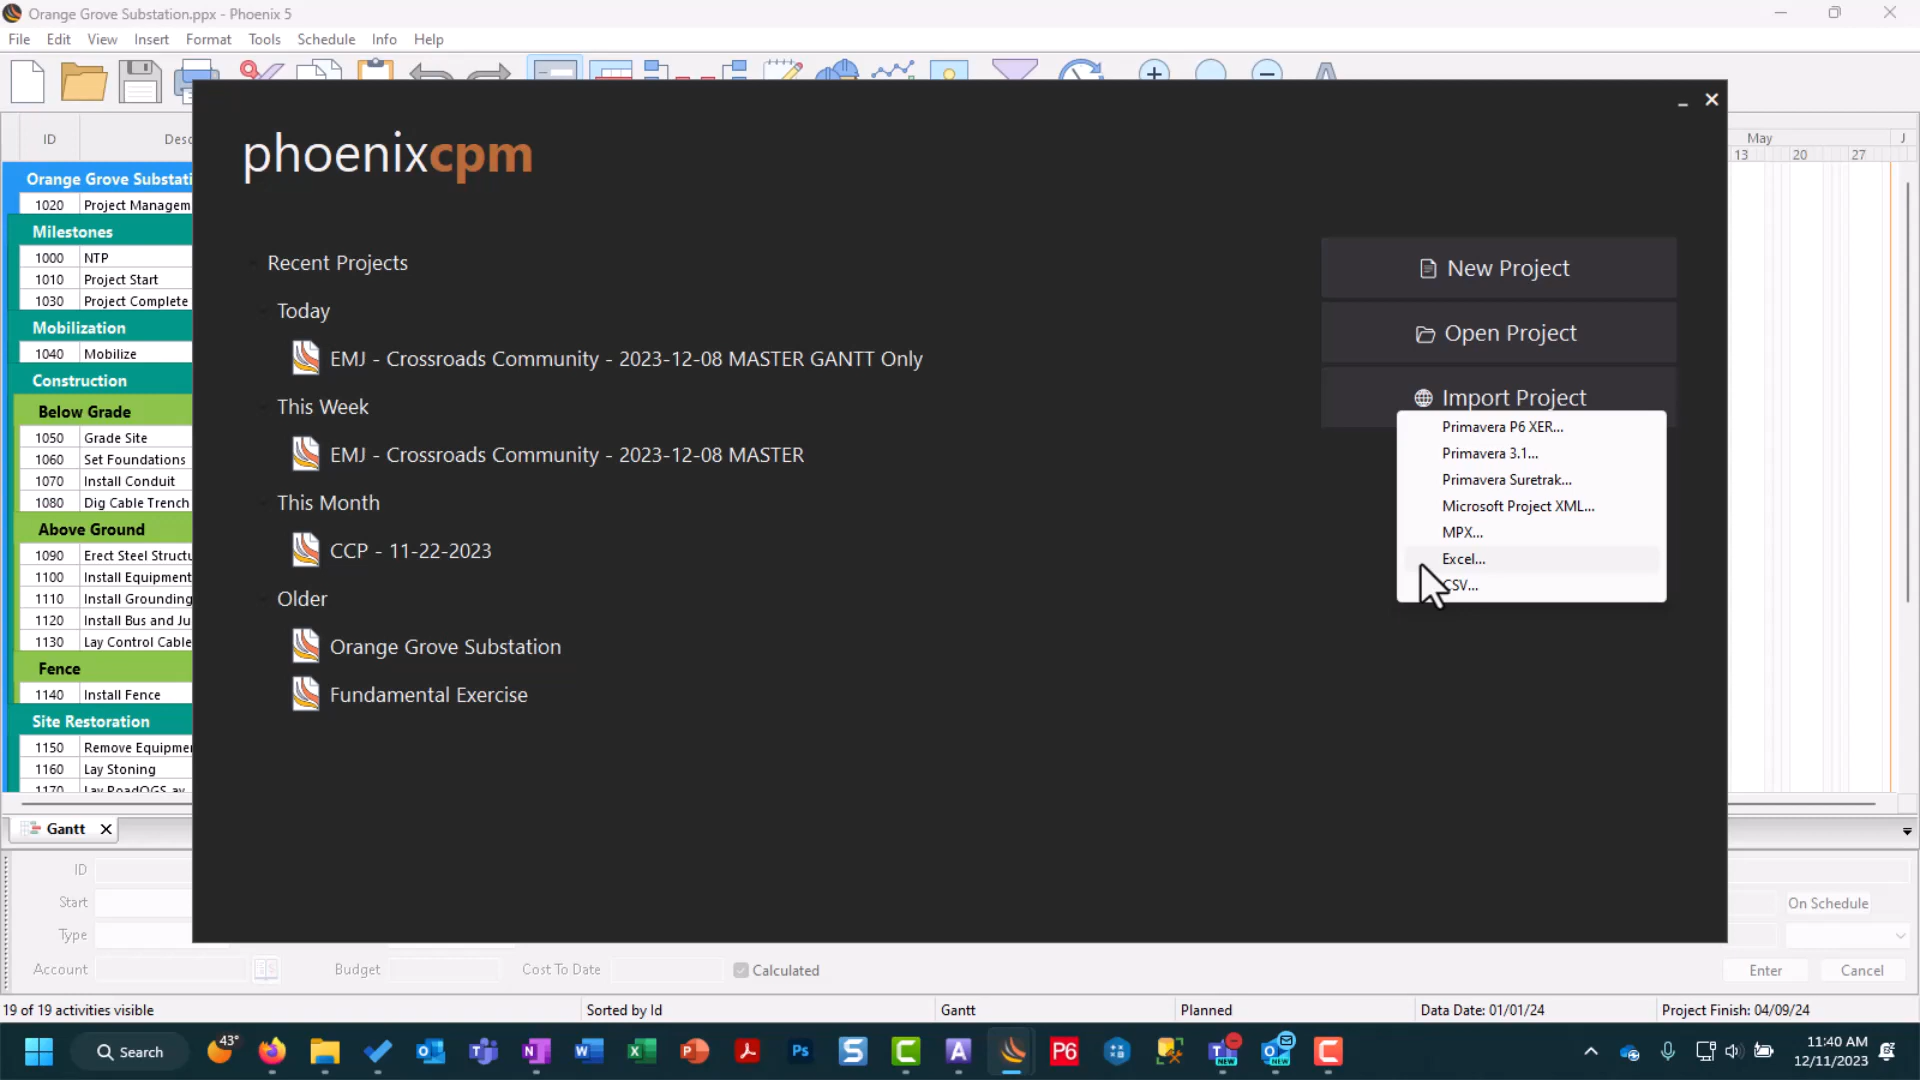 Orange Grove Substation.ppx - Phoenix 5
File Edit View Insert Format Tools Schedule Info Help
ID
May J
13 20 27
Orange Grove Substati
1020 Project Managem
Milestones
1000 NTP
1010 Project Start
1030 Project Complete
Mobilization
1040 Mobilize
Construction
Below Grade
1050 Grade Site
1060 Set Foundations
1070 Install Conduit
1080 Dig Cable Trench
Above Ground
1090 Erect Steel Structu
1100 Install Equipment
1110 Install Grounding
1120 Install Bus and Ju
1130 Lay Control Cable
Fence
1140 Install Fence
Site Restoration
1150 Remove Equipmer
1160 Lay Stoning
phoenixcpm
Recent Projects
Today
EMJ - Crossroads Community - 2023-12-08 MASTER GANTT Only
This Week
EMJ - Crossroads Community - 2023-12-08 MASTER
This Month
CCP - 11-22-2023
Older
Orange Grove Substation
Fundamental Exercise
New Project
Open Project
Import Project
Primavera P6 XER...
Primavera 3.1...
Primavera Suretrak...
Microsoft Project XML...
MPX...
Excel...
CSV...
Gantt
ID
Start
On Schedule
Type
Account
Budget
Cost To Date
Calculated
Enter
Cancel
19 of 19 activities visible
Sorted by Id
Gantt
Planned
Data Date: 01/01/24
Project Finish: 04/09/24
Search
43°
P6
11:40 AM
12/11/2023